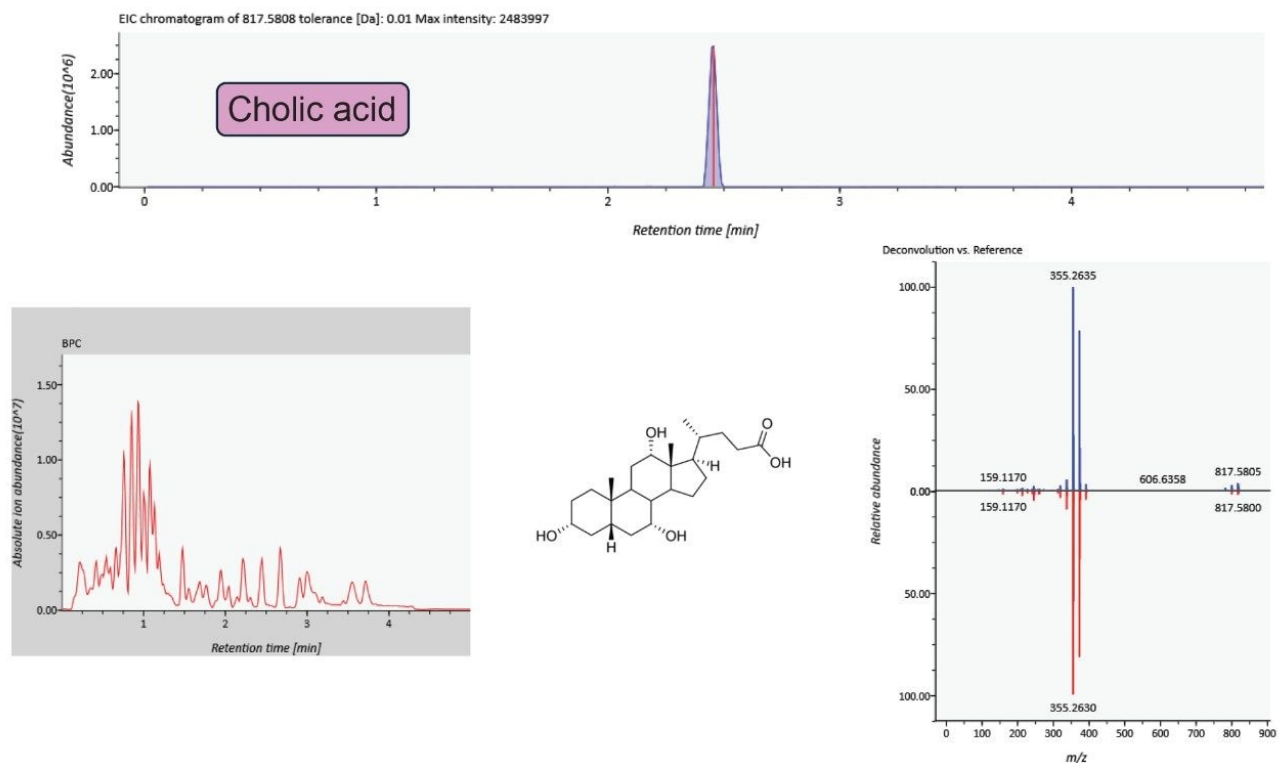 EIC chromatogram of 817.5808 tolerance [Da]: 0.01 Max intensity: 2483997
Abundance(10^6)
2.00
1.00
0.00
Cholic acid
0 1 2 3 4
Retention time [min]
BPC
Absolute ion abundance(10^7)
1.50
1.00
0.50
0.00
1 2 3 4
Retention time [min]
OH
O
OH
H
HO
H
OH
Deconvolution vs. Reference
Relative abundance
355.2635
100.00
50.00
159.1170 606.6358 817.5805
0.00
159.1170 817.5800
50.00
100.00
355.2630
0 100 200 300 400 500 600 700 800 900
m/z